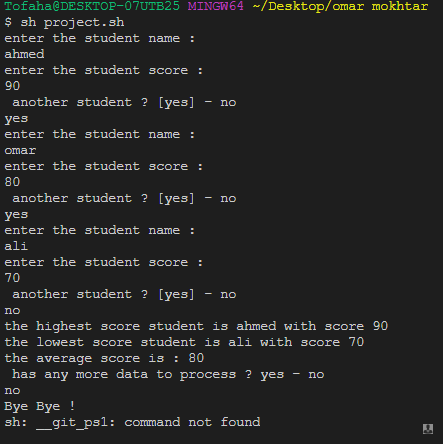 Tofaha@DESKTOP-07UTB25 MINGW64 ~/Desktop/omar mokhtar
$ sh project.sh
enter the student name :
ahmed
enter the student score :
90
 another student ? [yes] - no
yes
enter the student name :
omar
enter the student score :
80
 another student ? [yes] - no
yes
enter the student name :
ali
enter the student score :
70
 another student ? [yes] - no
no
the highest score student is ahmed with score 90
the lowest score student is ali with score 70
the average score is : 80
 has any more data to process ? yes - no
no
Bye Bye !
sh: __git_ps1: command not found